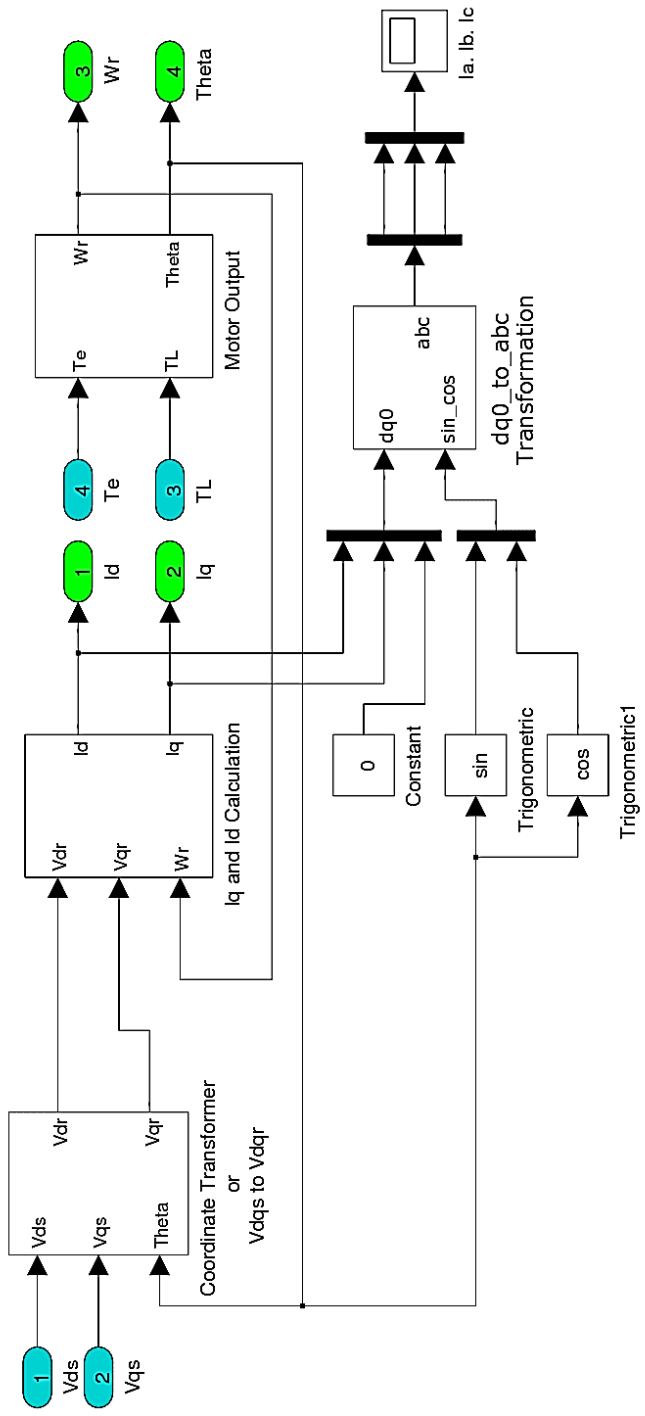 1
Vds
2
Vqs
Vds
Vqs
Theta
Vdr
Vqr
Coordinate Transformer
or
Vdqs to Vdqr
Vdr
Vqr
Wr
Id
Iq
Iq and Id Calculation
1
Id
2
Iq
4
Te
3
TL
Te
TL
Wr
Theta
Motor Output
3
Wr
4
Theta
0
Constant
sin
Trigonometric
cos
Trigonometric1
dq0
sin_cos
abc
dq0_to_abc
Transformation
Ia. Ib. Ic